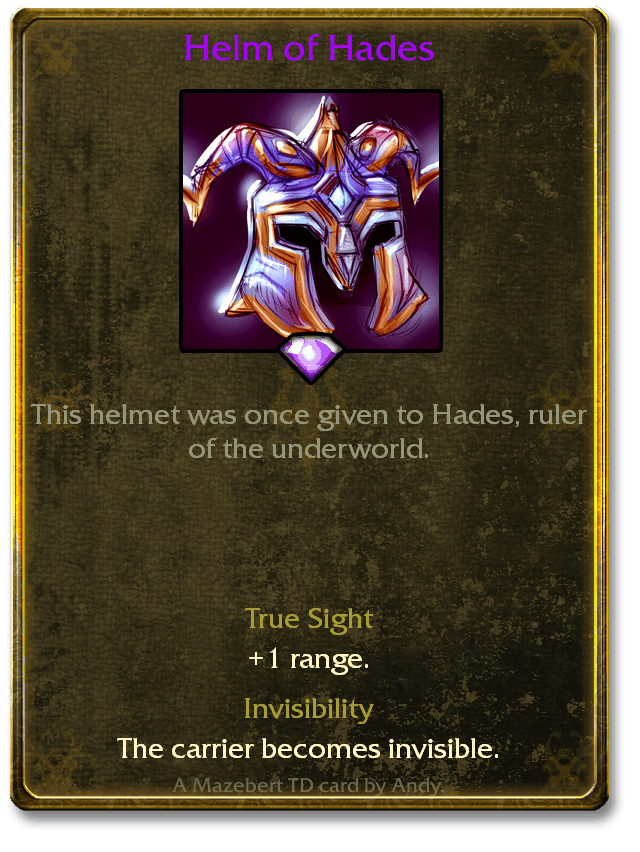 Helm of Hades
This helmet was once given to Hades, ruler
of the underworld.
True Sight
+1 range.
Invisibility
The carrier becomes invisible.
A Mazebert TD card by Andy.